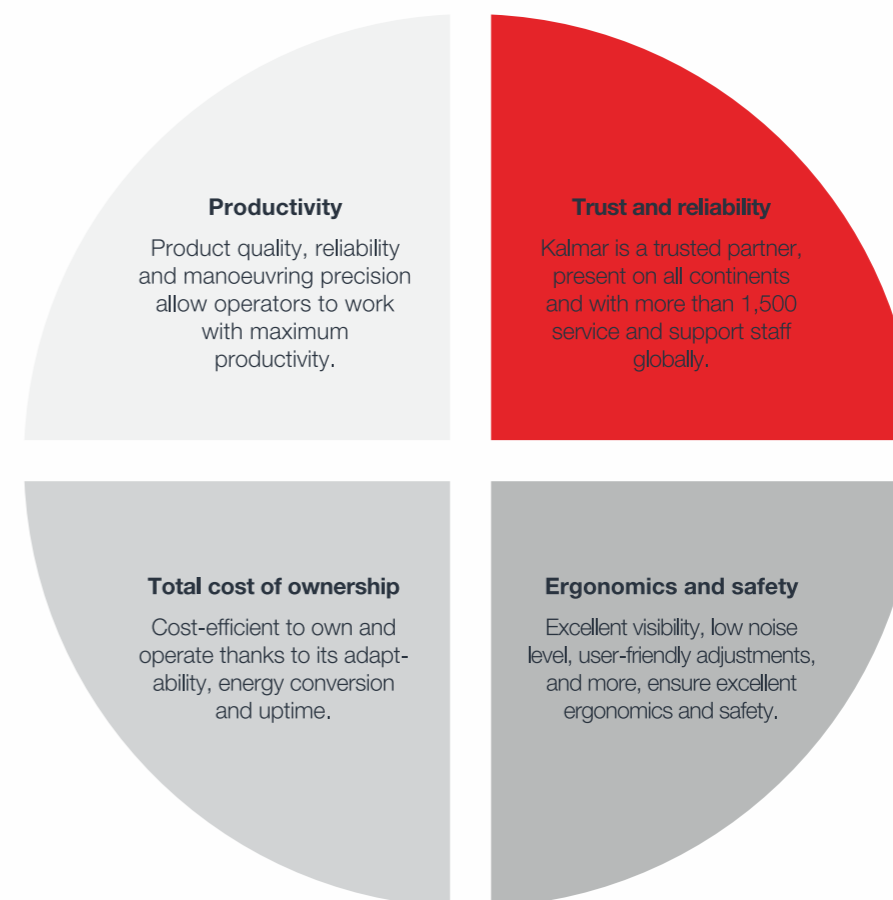 Productivity
Product quality, reliability
and manoeuvring precision
allow operators to work
with maximum
productivity.
Trust and reliability
Kalmar is a trusted partner,
present on all continents
and with more than 1,500
service and support staff
globally.
Total cost of ownership
Cost-efficient to own and
operate thanks to its adapt-
ability, energy conversion
and uptime.
Ergonomics and safety
Excellent visibility, low noise
level, user-friendly adjustments,
and more, ensure excellent
ergonomics and safety.